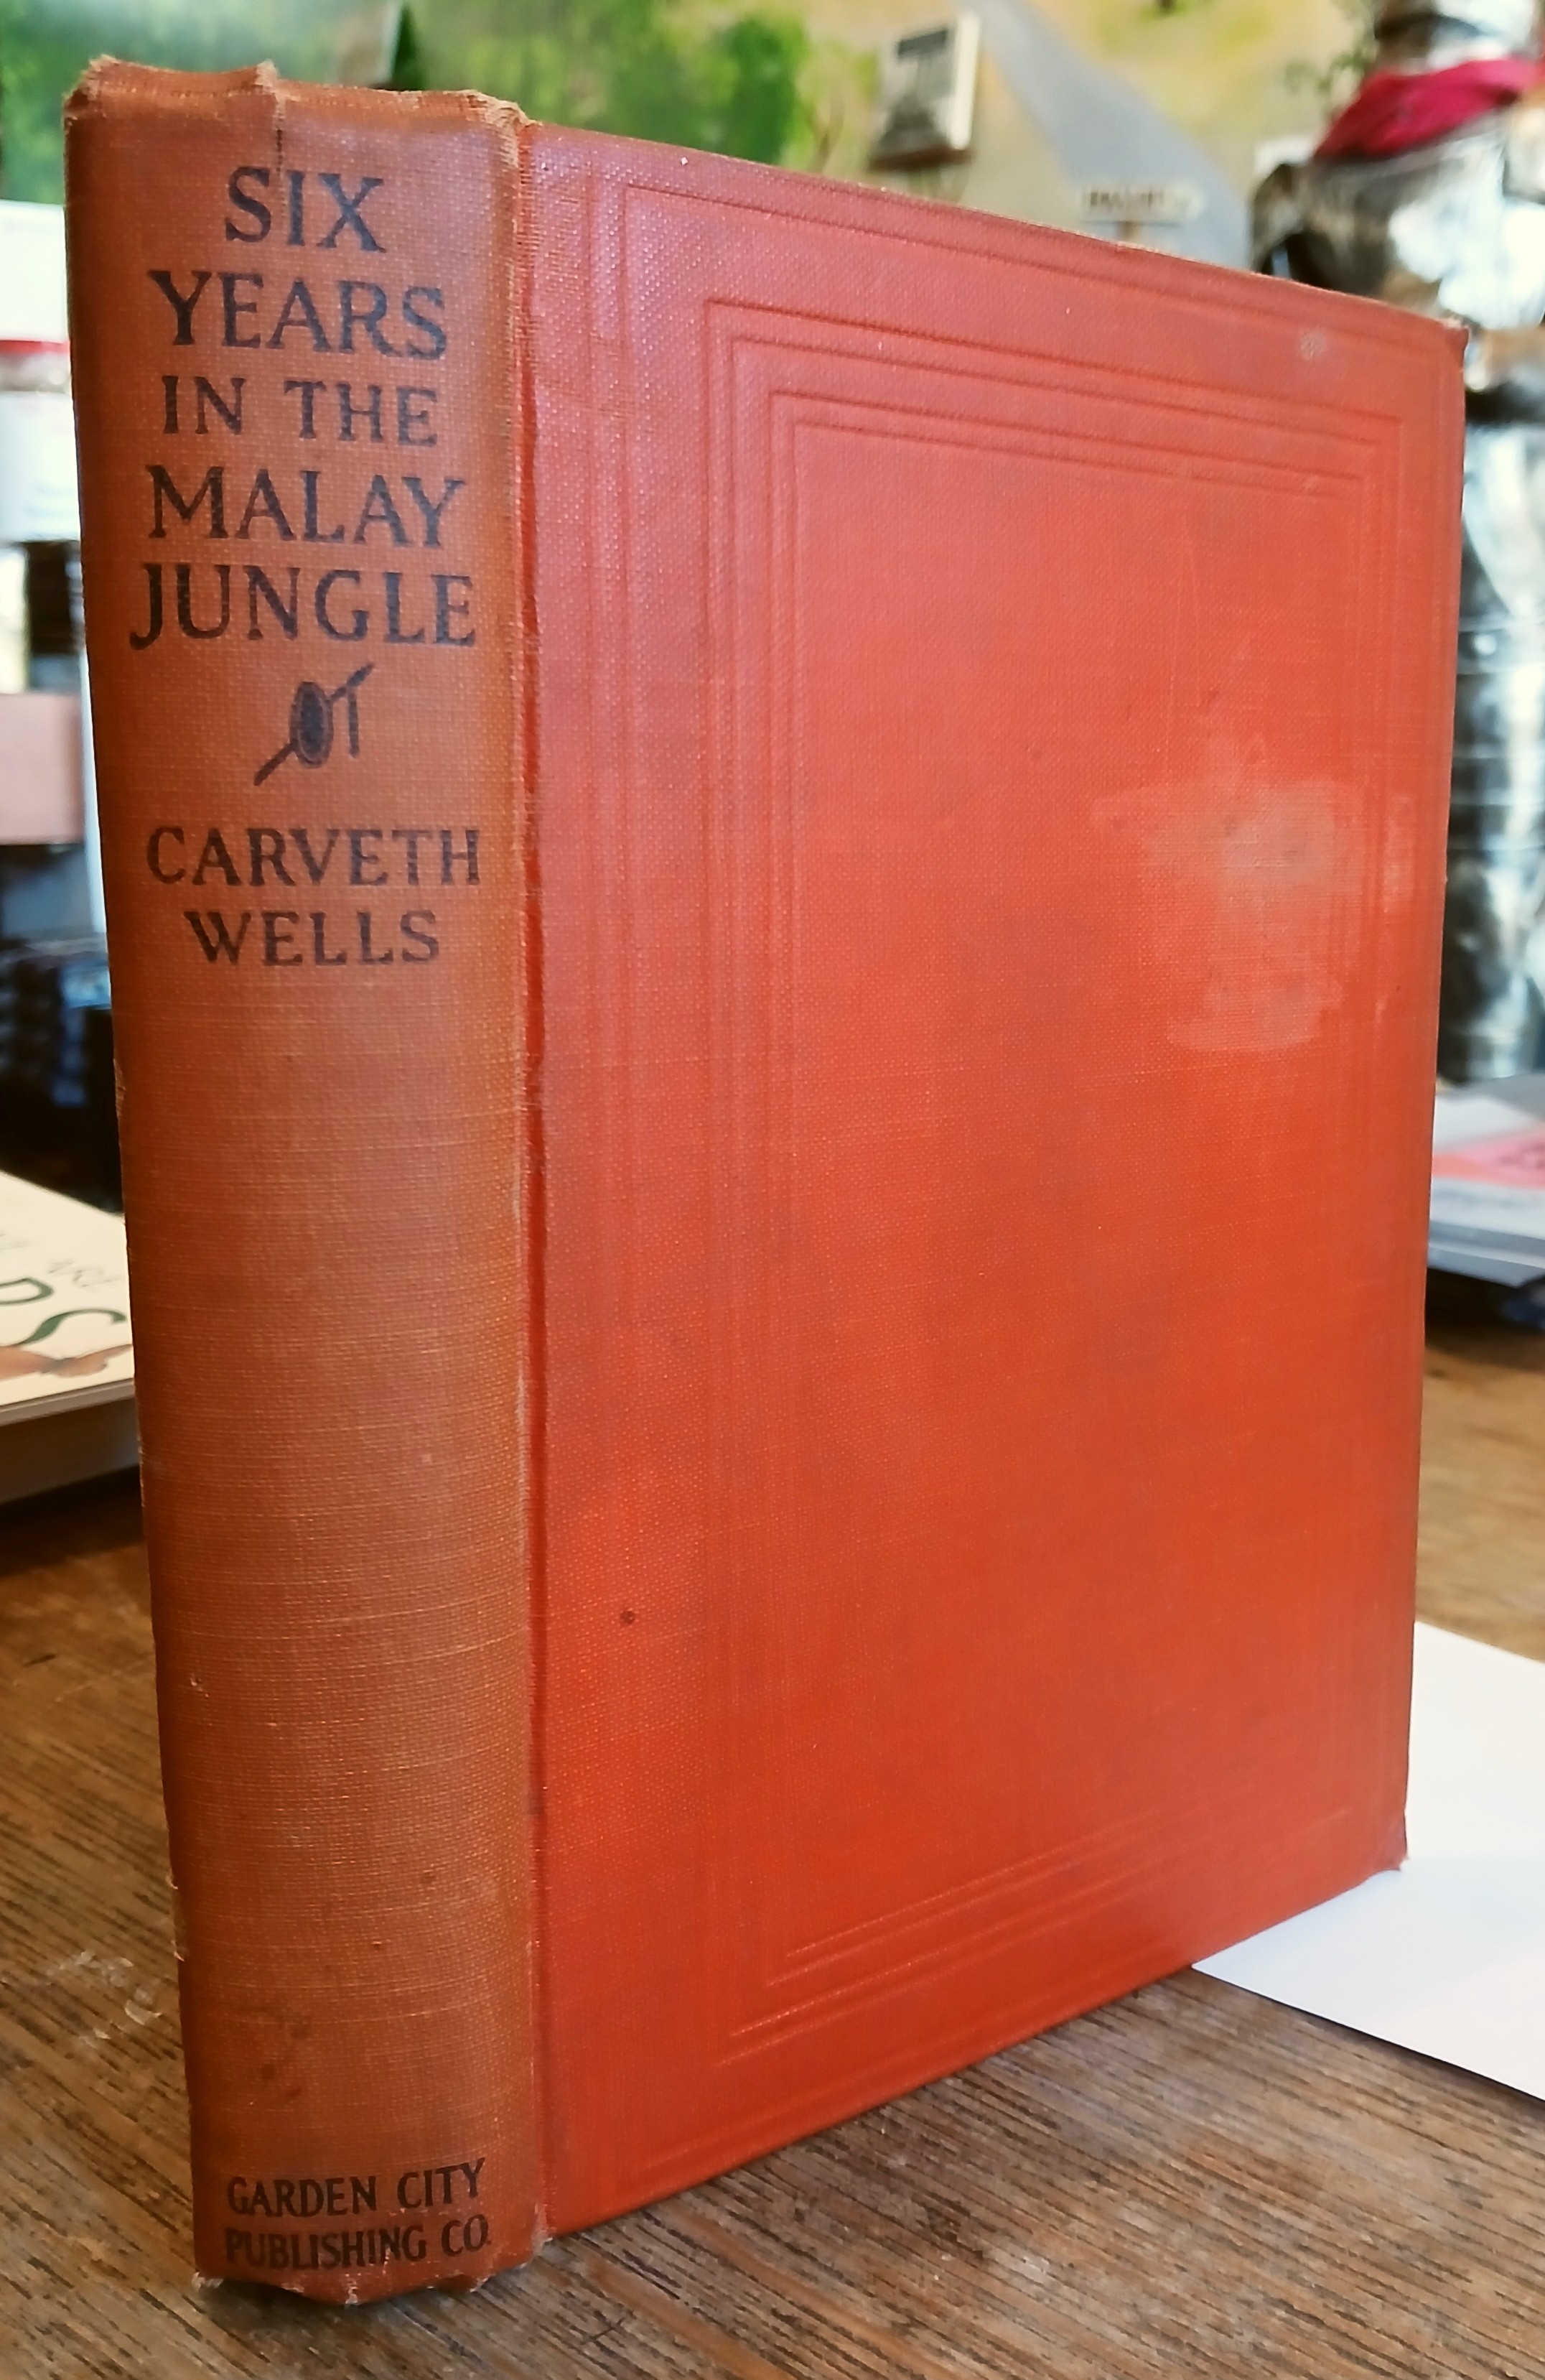 SIX
YEARS
IN THE
MALAY
JUNGLE
CARVETH
WELLS
GARDEN CITY
PUBLISHING CO.